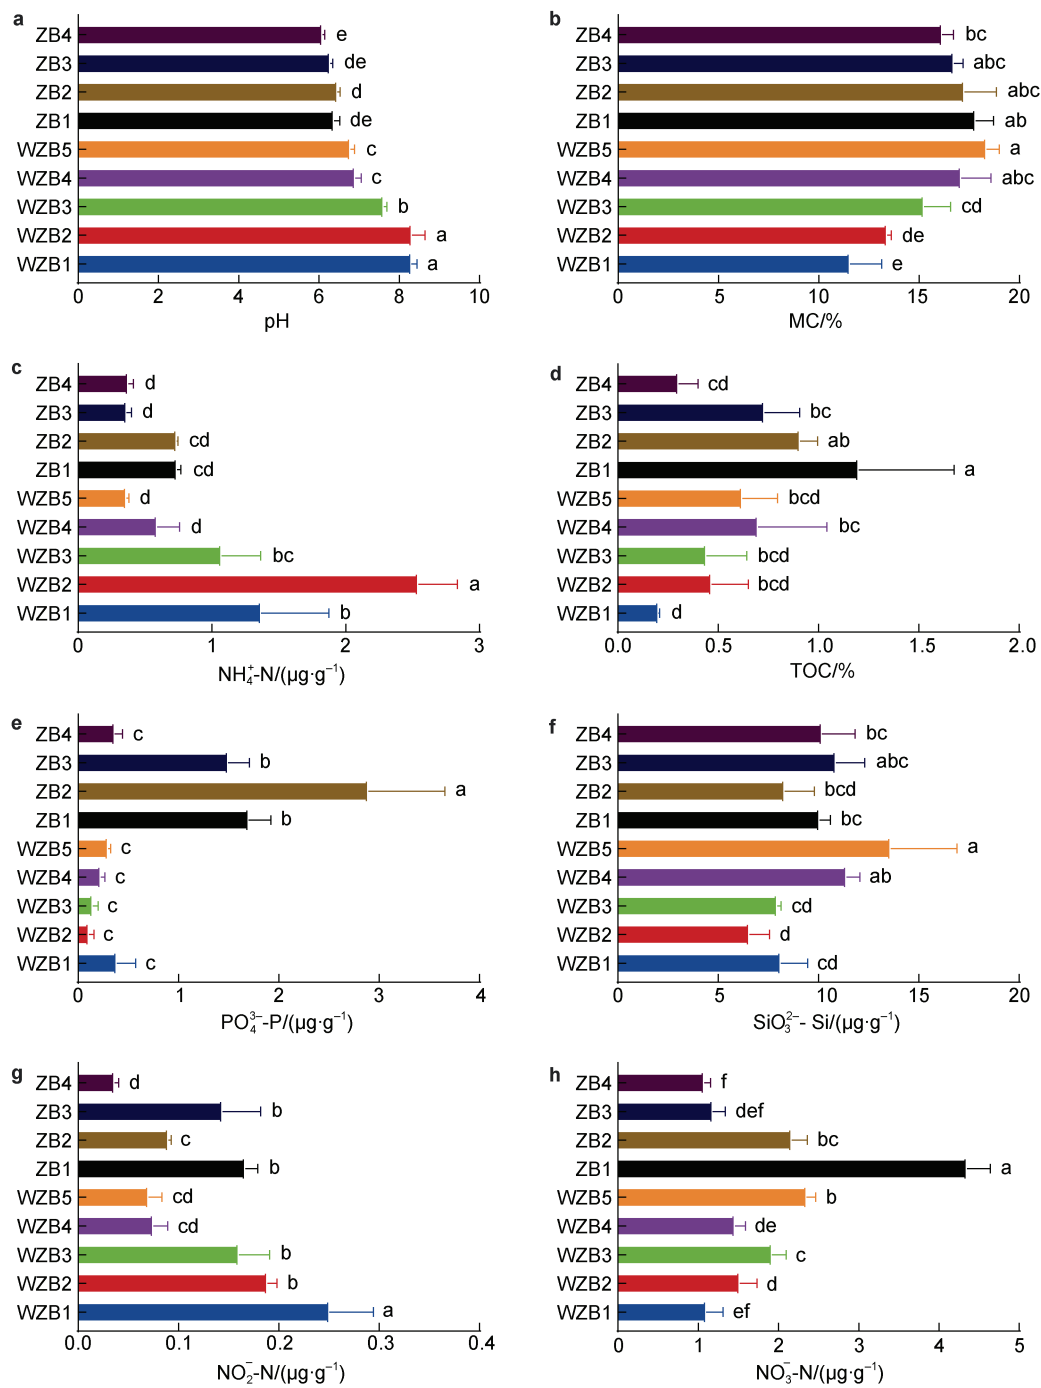 a
ZB4 e
ZB3 de
ZB2 d
ZB1 de
WZB5 c
WZB4 c
WZB3 b
WZB2 a
WZB1 a
0 2 4 6 8 10
pH
b
ZB4 bc
ZB3 abc
ZB2 abc
ZB1 ab
WZB5 a
WZB4 abc
WZB3 cd
WZB2 de
WZB1 e
0 5 10 15 20
MC/%
c
ZB4 d
ZB3 d
ZB2 cd
ZB1 cd
WZB5 d
WZB4 d
WZB3 bc
WZB2 a
WZB1 b
0 1 2 3
NH₄⁺-N/(µg·g⁻¹)
d
ZB4 cd
ZB3 bc
ZB2 ab
ZB1 a
WZB5 bcd
WZB4 bc
WZB3 bcd
WZB2 bcd
WZB1 d
0.0 0.5 1.0 1.5 2.0
TOC/%
e
ZB4 c
ZB3 b
ZB2 a
ZB1 b
WZB5 c
WZB4 c
WZB3 c
WZB2 c
WZB1 c
0 1 2 3 4
PO₄³⁻-P/(µg·g⁻¹)
f
ZB4 bc
ZB3 abc
ZB2 bcd
ZB1 bc
WZB5 a
WZB4 ab
WZB3 cd
WZB2 d
WZB1 cd
0 5 10 15 20
SiO₃²⁻- Si/(µg·g⁻¹)
g
ZB4 d
ZB3 b
ZB2 c
ZB1 b
WZB5 cd
WZB4 cd
WZB3 b
WZB2 b
WZB1 a
0.0 0.1 0.2 0.3 0.4
NO₂⁻-N/(µg·g⁻¹)
h
ZB4 f
ZB3 def
ZB2 bc
ZB1 a
WZB5 b
WZB4 de
WZB3 c
WZB2 d
WZB1 ef
0 1 2 3 4 5
NO₃⁻-N/(µg·g⁻¹)